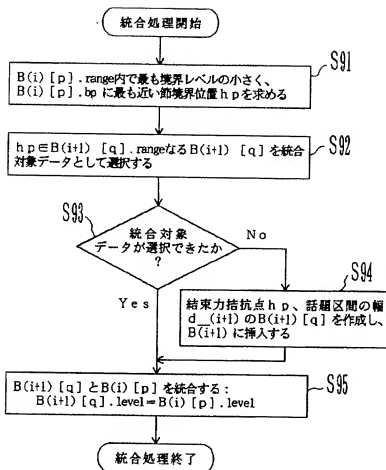 統合処理開始
S91
B(i)[p].range内で最も境界レベルの小さく、
B(i)[p].bpに最も近い節境界位置hpを求める
S92
hp∈B(i+1) [q].rangeなるB(i+1) [q]を統合
対象データとして選択する
S93
統合対象
データが選択できたか
?
No
Yes
S94
結束力拮抗点hp、話題区間の幅
d__(i+1)のB(i+1)[q]を作成し、
B(i+1)に挿入する
B(i+1)[q]とB(i)[p]を統合する:
B(i+1)[q].level=B(i)[p].level
S95
統合処理終了